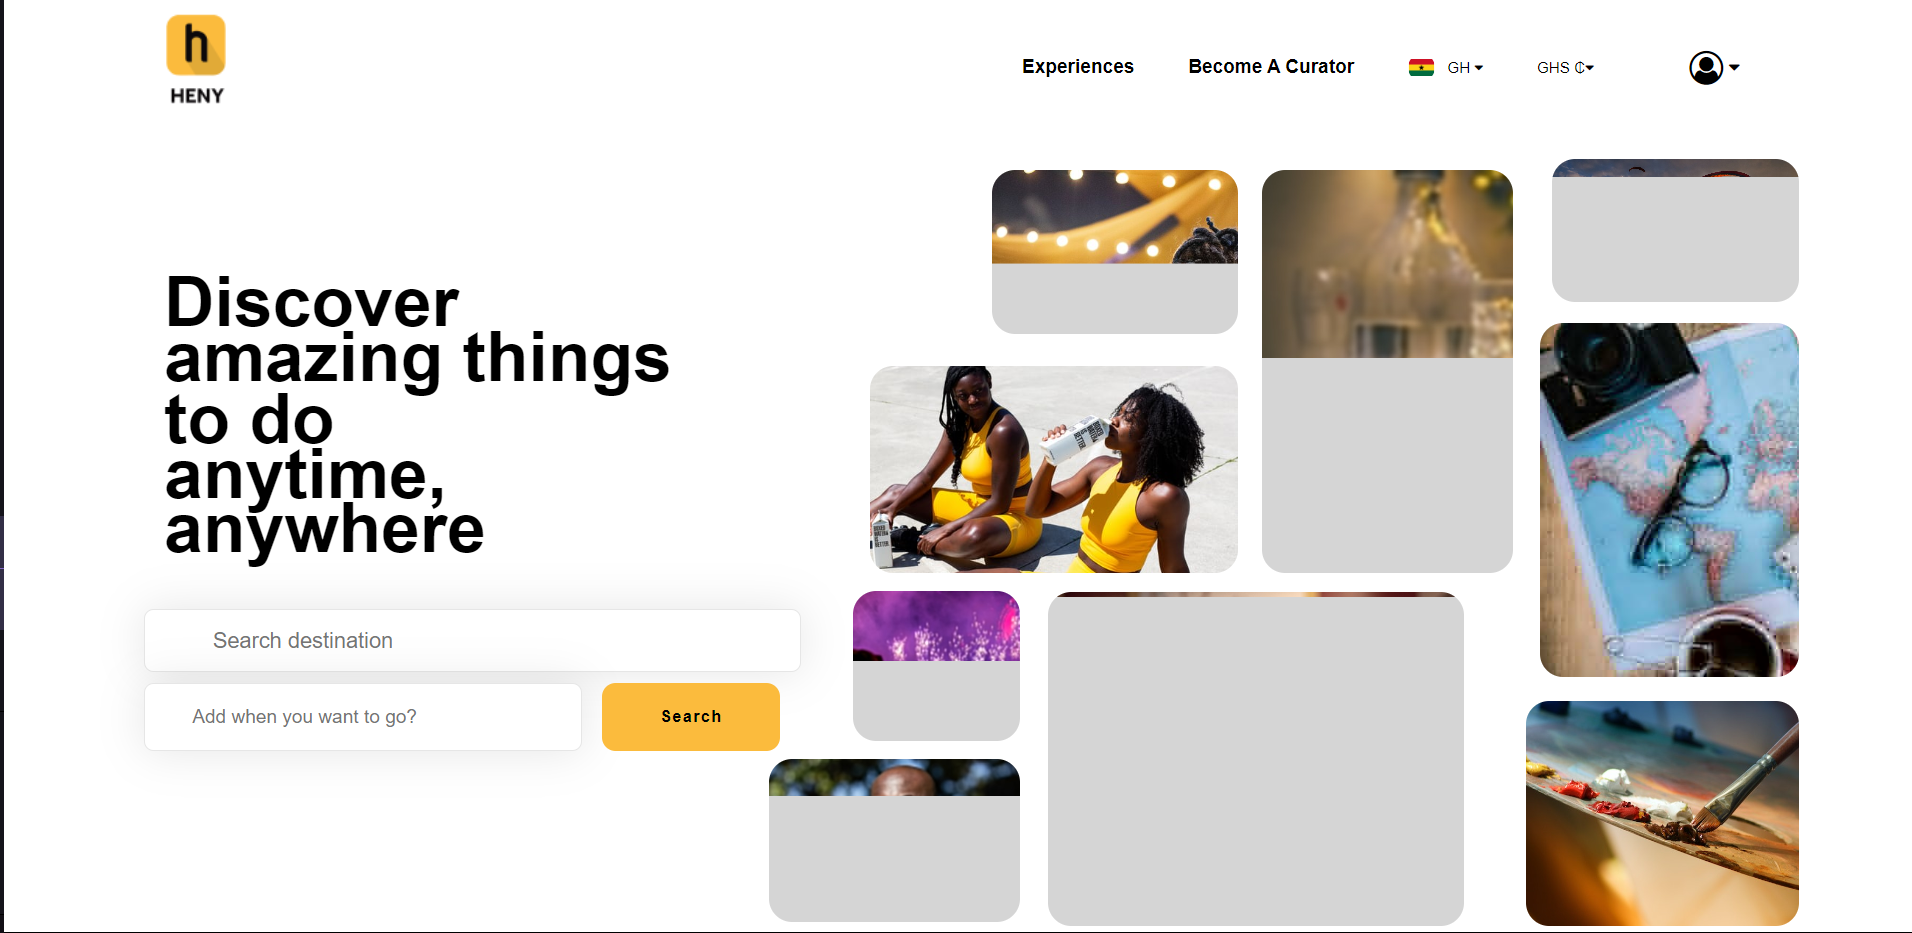 h
HENY
Experiences
Become A Curator
GH
GHS ₵
Discover
amazing things
to do
anytime,
anywhere
Search destination
Add when you want to go?
Search